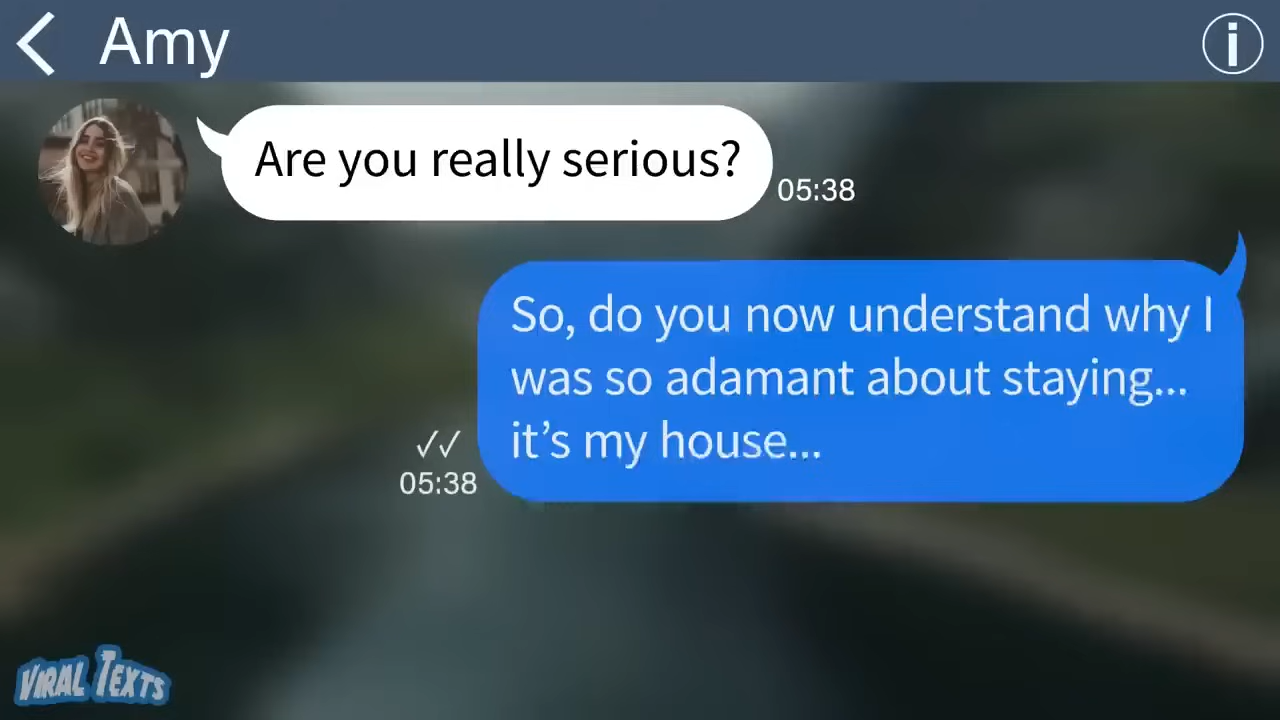 Amy
Are you really serious?
05:38
So, do you now understand why I
was so adamant about staying...
it’s my house...
05:38
VIRAL TEXTS